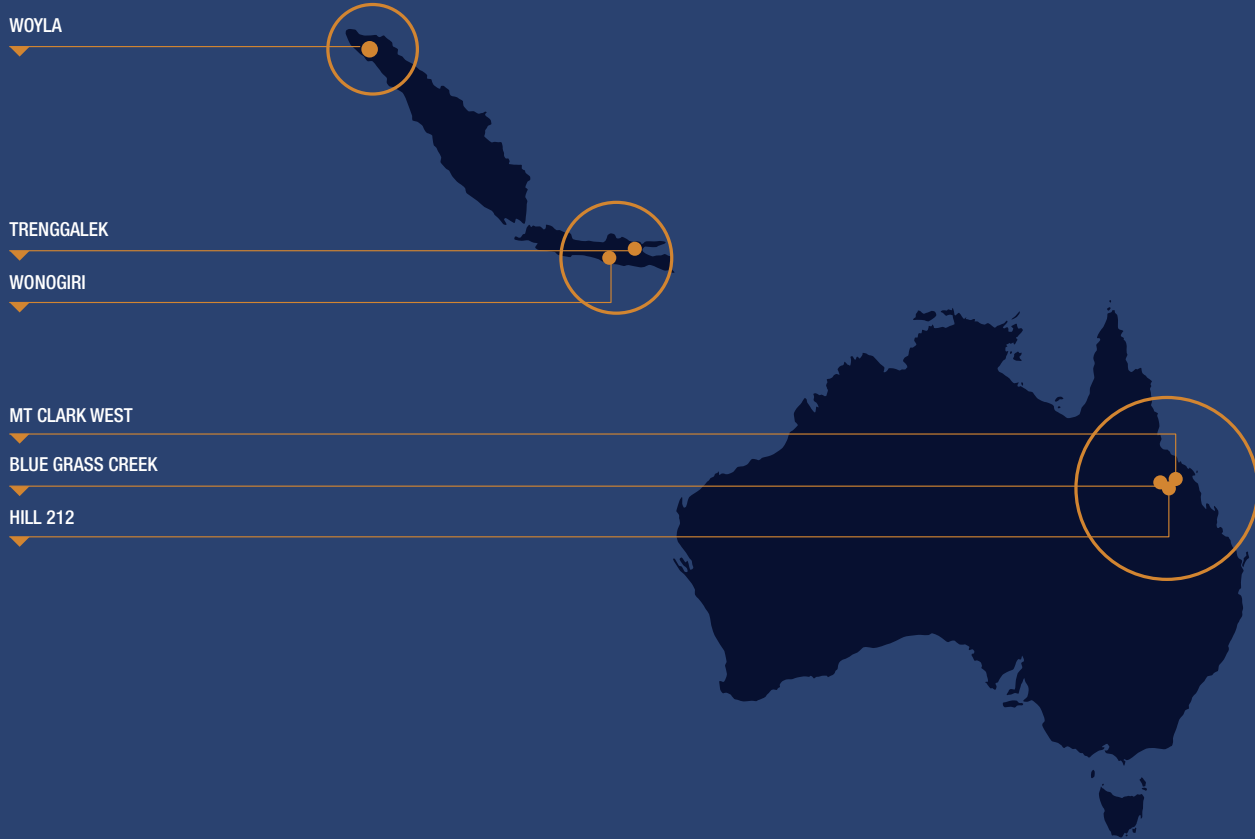 WOYLA
TRENGGALEK
WONOGIRI
MT CLARK WEST
BLUE GRASS CREEK
HILL 212